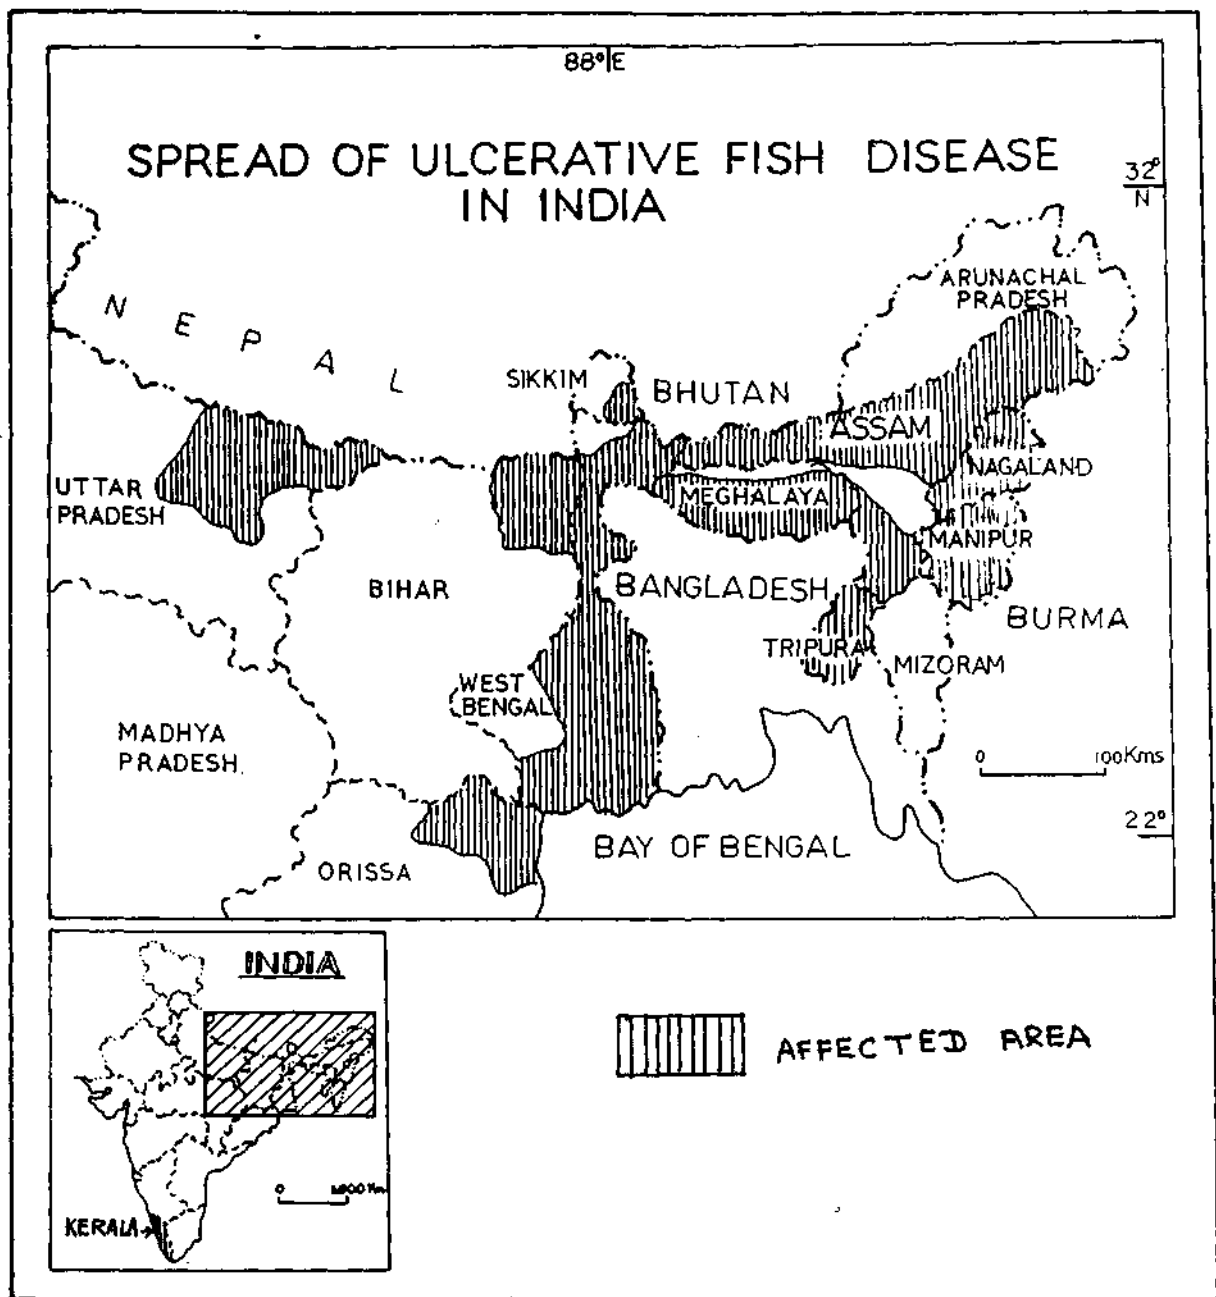 88° E
SPREAD OF ULCERATIVE FISH DISEASE
IN INDIA
32°
N
ARUNACHAL
PRADESH
NEPAL
SIKKIM
BHUTAN
ASSAM
NAGALAND
UTTAR
PRADESH
MEGHALAYA
MANIPUR
BIHAR
BANGLADESH
BURMA
TRIPURA
MIZORAM
WEST
BENGAL
MADHYA
PRADESH
0 100Kms
22°
BAY OF BENGAL
ORISSA
INDIA
AFFECTED AREA
0
KERALA